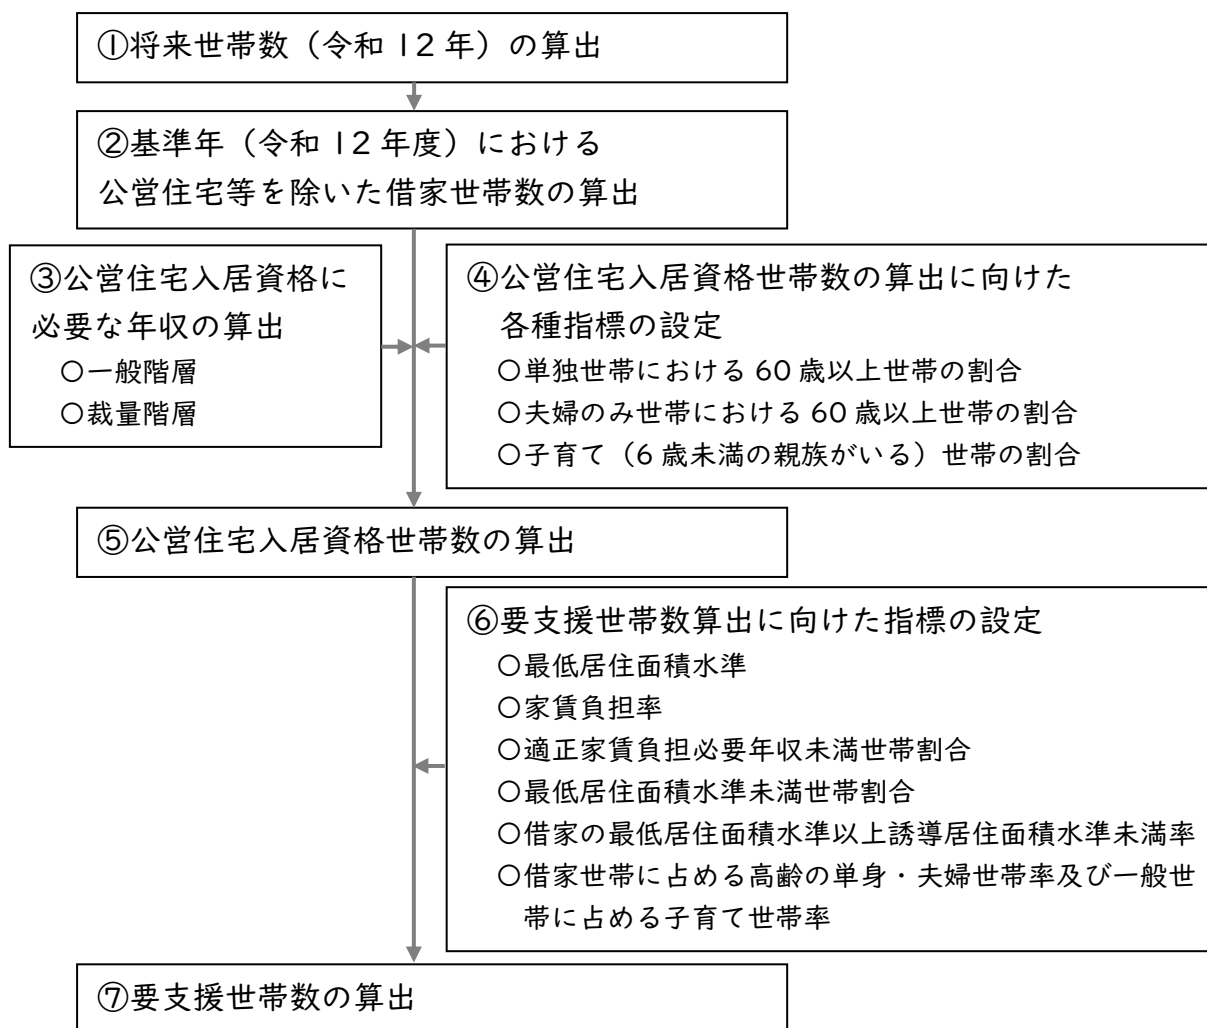 ①将来世帯数（令和 12 年）の算出
②基準年（令和 12 年度）における
公営住宅等を除いた借家世帯数の算出
③公営住宅入居資格に
必要な年収の算出
○一般階層
○裁量階層
④公営住宅入居資格世帯数の算出に向けた
各種指標の設定
○単独世帯における 60 歳以上世帯の割合
○夫婦のみ世帯における 60 歳以上世帯の割合
○子育て（6 歳未満の親族がいる）世帯の割合
⑤公営住宅入居資格世帯数の算出
⑥要支援世帯数算出に向けた指標の設定
○最低居住面積水準
○家賃負担率
○適正家賃負担必要年収未満世帯割合
○最低居住面積水準未満世帯割合
○借家の最低居住面積水準以上誘導居住面積水準未満率
○借家世帯に占める高齢の単身・夫婦世帯率及び一般世
帯に占める子育て世帯率
⑦要支援世帯数の算出